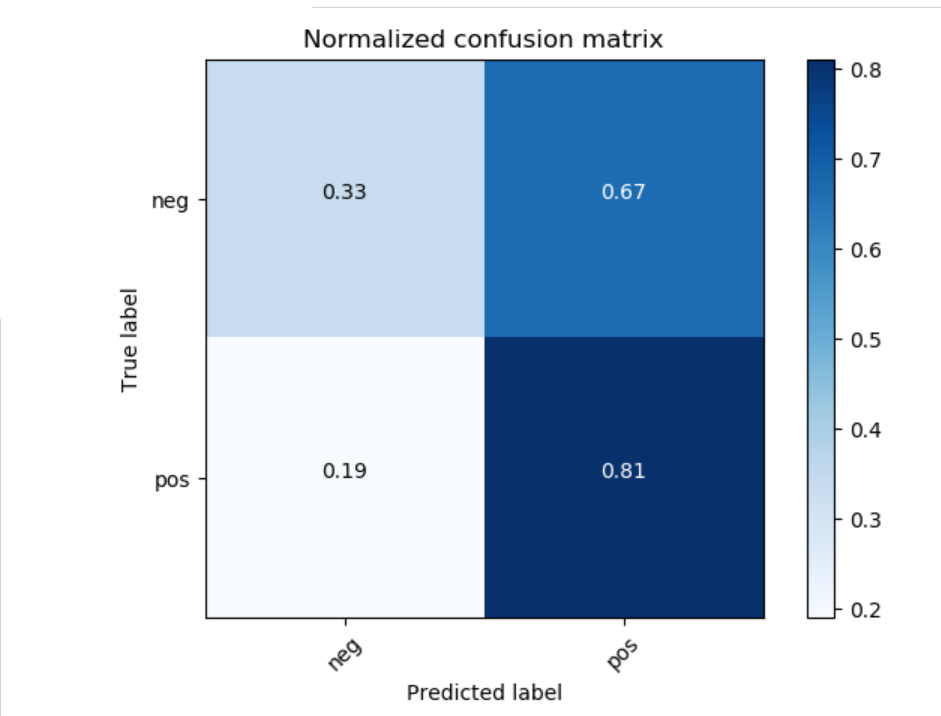 Normalized confusion matrix
True label
neg
0.33
0.67
pos
0.19
0.81
neg
pos
Predicted label
0.8
0.7
0.6
0.5
0.4
0.3
0.2